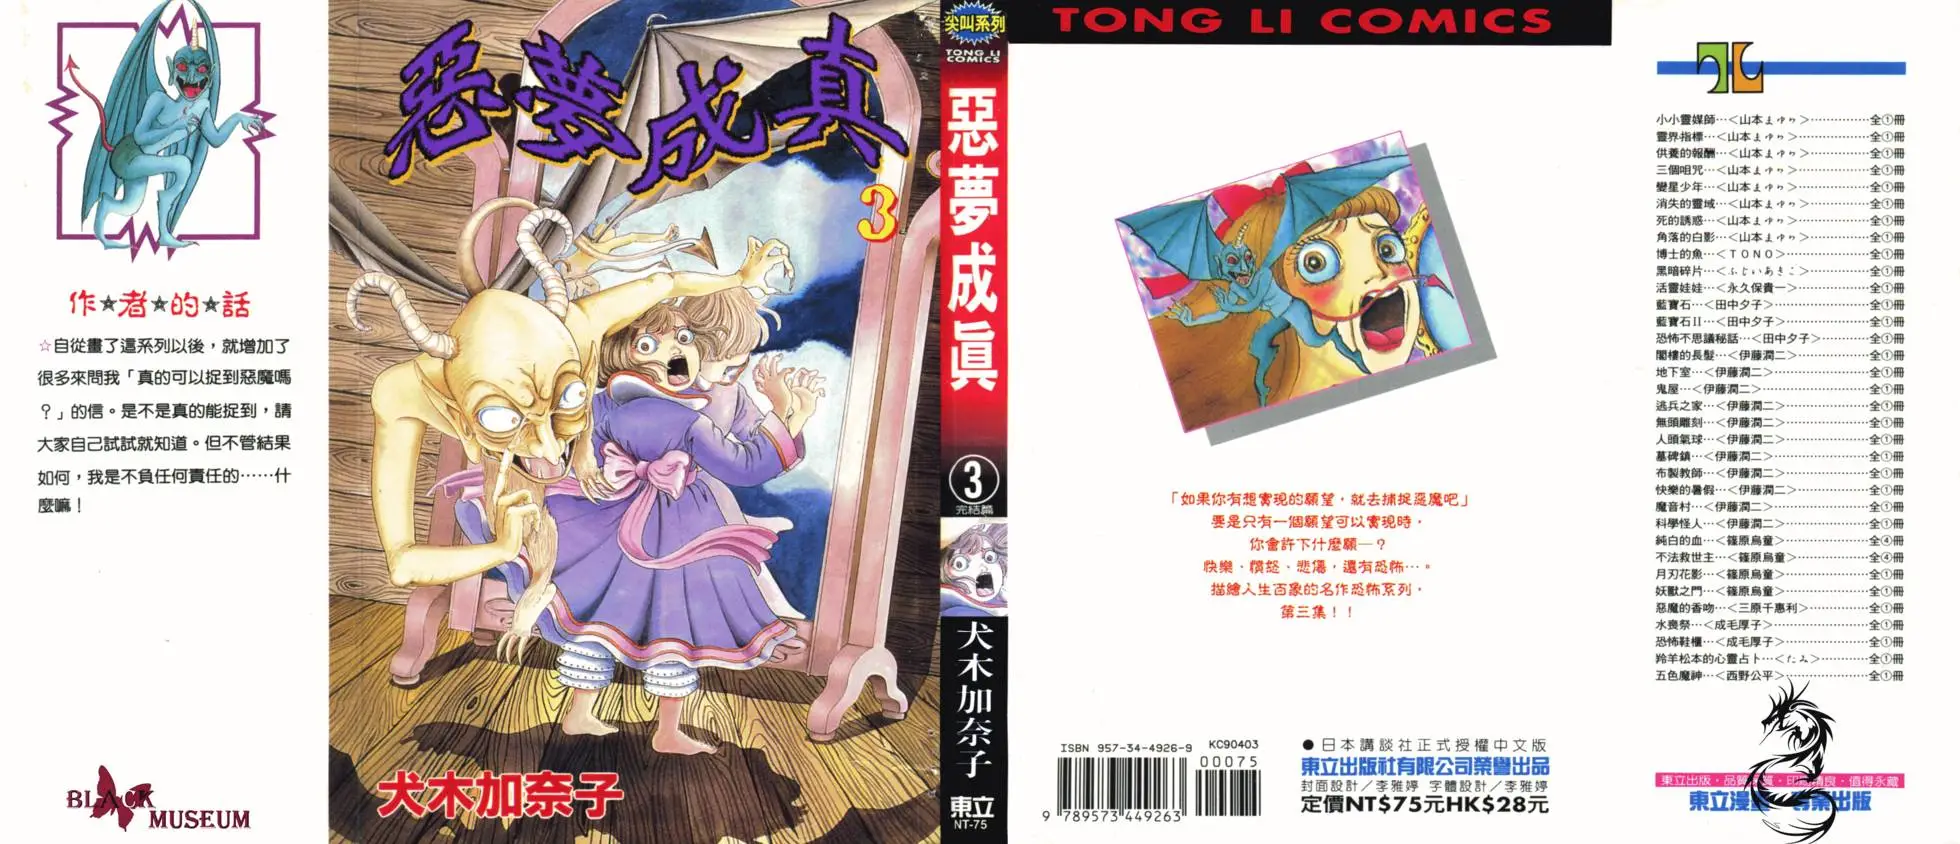 作★者★的★話
☆自從畫了這系列以後，就增加了
很多來問我「真的可以捉到惡魔嗎
？」的信。是不是真的能捉到，請
大家自己試試就知道。但不管結果
如何，我是不負任何責任的……什
麼嘛！
BLACK
MUSEUM
惡夢成真
3
犬木加奈子
尖叫系列
TONG LI
COMICS
惡夢成眞
③
完結篇
犬木加奈子
東立
NT-75
TONG LI COMICS
「如果你有想實現的願望，就去捕捉惡魔吧」
要是只有一個願望可以實現時，
你會許下什麼願—？
快樂、憤怒、悲傷，還有恐怖…。
描繪人生百象的名作恐怖系列，
第三集！！
ISBN 957-34-4926-9
KC90403
00075
9 789573 449263
●日本講談社正式授權中文版
東立出版社有限公司榮譽出品
封面設計／李雅婷 字體設計／李雅婷
定價NT$75元HK$28元
小小靈媒師…＜山本まゆり＞…………全①冊
靈界指標…＜山本まゆり＞……………全①冊
供養的報酬…＜山本まゆり＞…………全①冊
三個咀咒…＜山本まゆり＞……………全①冊
變星少年…＜山本まゆり＞……………全①冊
消失的靈域…＜山本まゆり＞…………全①冊
死的誘惑…＜山本まゆり＞……………全①冊
角落的白影…＜山本まゆり＞…………全①冊
博士的魚…＜TONO＞……………全①冊
黑暗碎片…＜ふじいあきこ＞…………全①冊
活靈娃娃…＜永久保貴一＞……………全①冊
藍寶石…＜田中夕子＞…………………全①冊
藍寶石II…＜田中夕子＞………………全①冊
恐怖不思議秘話…＜田中夕子＞………全①冊
閣樓的長髮…＜伊藤潤二＞……………全①冊
地下室…＜伊藤潤二＞…………………全①冊
鬼屋…＜伊藤潤二＞……………………全①冊
逃兵之家…＜伊藤潤二＞………………全①冊
無頭雕刻…＜伊藤潤二＞………………全①冊
人頭氣球…＜伊藤潤二＞………………全①冊
墓碑鎮…＜伊藤潤二＞…………………全①冊
布製教師…＜伊藤潤二＞………………全①冊
快樂的暑假…＜伊藤潤二＞……………全①冊
魔音村…＜伊藤潤二＞…………………全①冊
科學怪人…＜伊藤潤二＞………………全①冊
純白的血…＜篠原烏童＞………………全④冊
不法救世主…＜篠原烏童＞……………全④冊
月刃花影…＜篠原烏童＞………………全①冊
妖獸之門…＜篠原烏童＞………………全①冊
惡魔的香吻…＜三原千惠利＞…………全①冊
水喪祭…＜成毛厚子＞…………………全①冊
恐怖鞋櫃…＜成毛厚子＞………………全①冊
羚羊松本的心靈占卜…＜たみ＞………全①冊
五色魔神…＜西野公平＞………………全①冊
東立出版・品質 質・印 精良・值得永藏
東立漫 專業出版